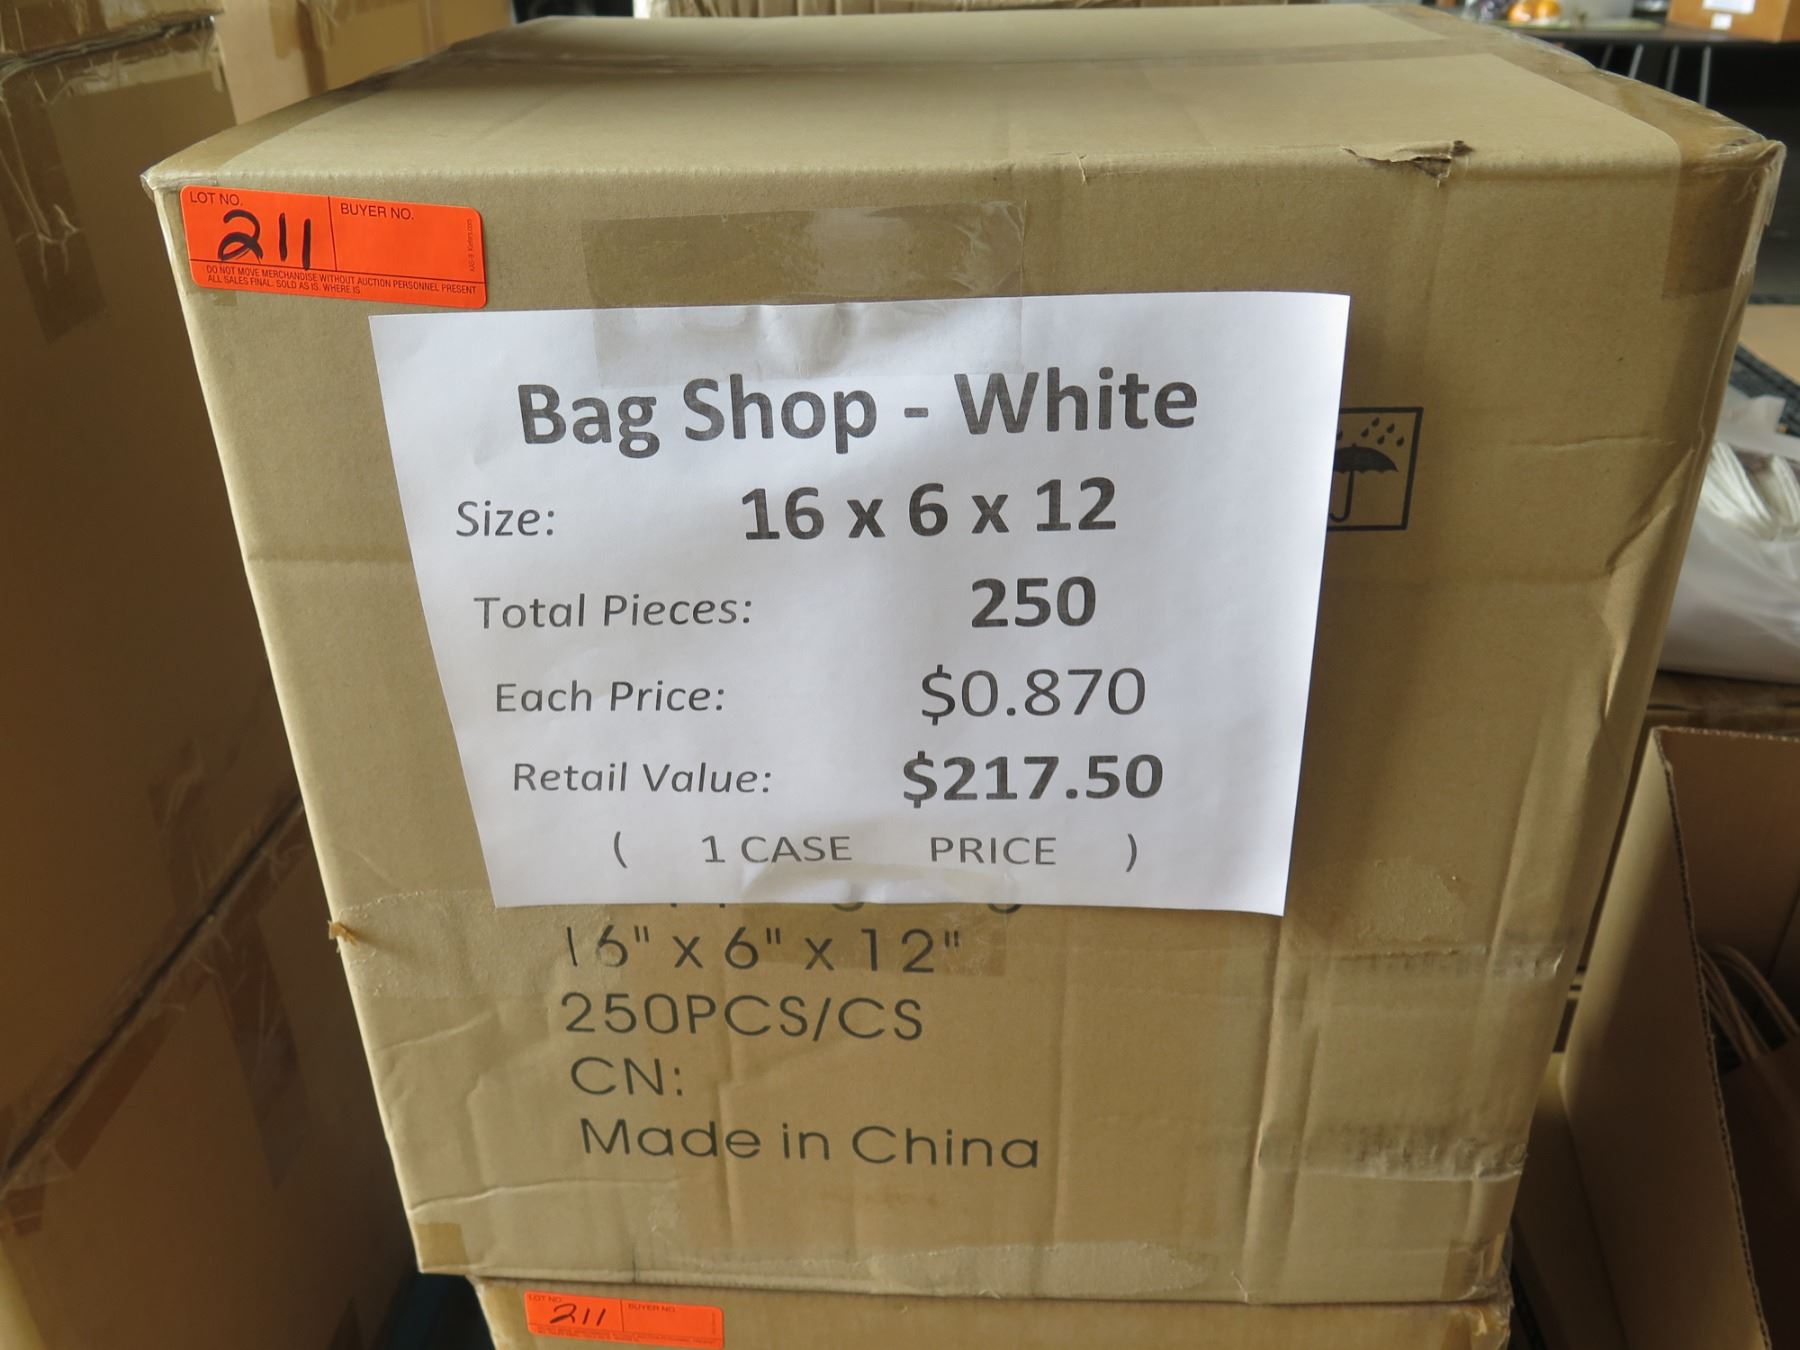 LOT NO.
211
BUYER NO.
DO NOT MOVE MERCHANDISE WITHOUT AUCTION PERSONNEL PRESENT
ALL SALES FINAL. SOLD AS IS. WHERE IS
Bag Shop - White
Size: 16 x 6 x 12
Total Pieces: 250
Each Price: $0.870
Retail Value: $217.50
( 1 CASE PRICE )
16" x 6" x 12"
250PCS/CS
CN:
Made in China
LOT NO.
211
BUYER NO.